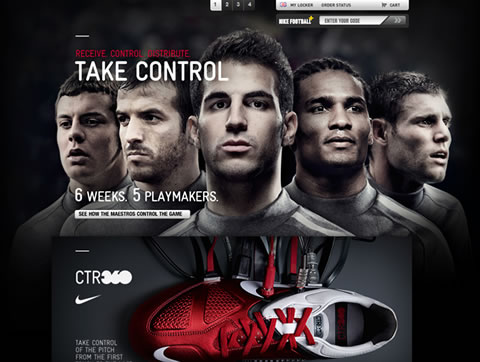 1 2 3 4
MY LOCKER ORDER STATUS CART
NIKE FOOTBALL+ ENTER YOUR CODE >>
RECEIVE. CONTROL. DISTRIBUTE.
TAKE CONTROL
6 WEEKS. 5 PLAYMAKERS.
SEE HOW THE MAESTROS CONTROL THE GAME
CTR360
TAKE CONTROL
OF THE PITCH
FROM THE FIRST